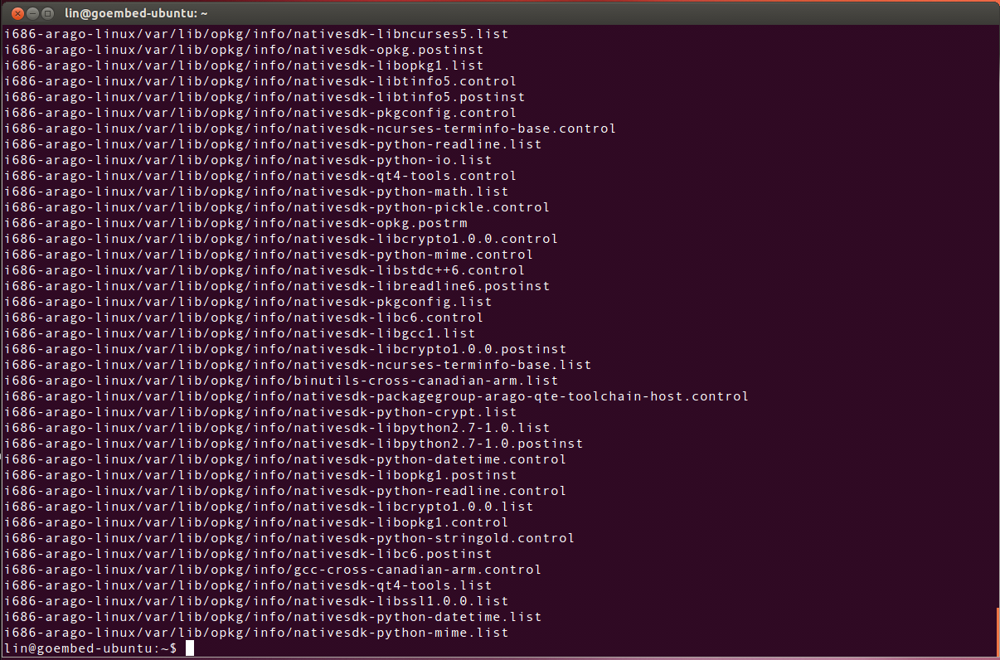 lin@goembed-ubuntu: ~
i686-arago-linux/var/lib/opkg/info/nativesdk-libncurses5.list
i686-arago-linux/var/lib/opkg/info/nativesdk-opkg.postinst
i686-arago-linux/var/lib/opkg/info/nativesdk-libopkg1.list
i686-arago-linux/var/lib/opkg/info/nativesdk-libtinfo5.control
i686-arago-linux/var/lib/opkg/info/nativesdk-libtinfo5.postinst
i686-arago-linux/var/lib/opkg/info/nativesdk-pkgconfig.control
i686-arago-linux/var/lib/opkg/info/nativesdk-ncurses-terminfo-base.control
i686-arago-linux/var/lib/opkg/info/nativesdk-python-readline.list
i686-arago-linux/var/lib/opkg/info/nativesdk-python-io.list
i686-arago-linux/var/lib/opkg/info/nativesdk-qt4-tools.control
i686-arago-linux/var/lib/opkg/info/nativesdk-python-math.list
i686-arago-linux/var/lib/opkg/info/nativesdk-python-pickle.control
i686-arago-linux/var/lib/opkg/info/nativesdk-opkg.postrm
i686-arago-linux/var/lib/opkg/info/nativesdk-libcrypto1.0.0.control
i686-arago-linux/var/lib/opkg/info/nativesdk-python-mime.control
i686-arago-linux/var/lib/opkg/info/nativesdk-libstdc++6.control
i686-arago-linux/var/lib/opkg/info/nativesdk-libreadline6.postinst
i686-arago-linux/var/lib/opkg/info/nativesdk-pkgconfig.list
i686-arago-linux/var/lib/opkg/info/nativesdk-libc6.control
i686-arago-linux/var/lib/opkg/info/nativesdk-libgcc1.list
i686-arago-linux/var/lib/opkg/info/nativesdk-libcrypto1.0.0.postinst
i686-arago-linux/var/lib/opkg/info/nativesdk-ncurses-terminfo-base.list
i686-arago-linux/var/lib/opkg/info/binutils-cross-canadian-arm.list
i686-arago-linux/var/lib/opkg/info/nativesdk-packagegroup-arago-qte-toolchain-host.control
i686-arago-linux/var/lib/opkg/info/nativesdk-python-crypt.list
i686-arago-linux/var/lib/opkg/info/nativesdk-libpython2.7-1.0.list
i686-arago-linux/var/lib/opkg/info/nativesdk-libpython2.7-1.0.postinst
i686-arago-linux/var/lib/opkg/info/nativesdk-python-datetime.control
i686-arago-linux/var/lib/opkg/info/nativesdk-libopkg1.postinst
i686-arago-linux/var/lib/opkg/info/nativesdk-python-readline.control
i686-arago-linux/var/lib/opkg/info/nativesdk-libcrypto1.0.0.list
i686-arago-linux/var/lib/opkg/info/nativesdk-libopkg1.control
i686-arago-linux/var/lib/opkg/info/nativesdk-python-stringold.control
i686-arago-linux/var/lib/opkg/info/nativesdk-libc6.postinst
i686-arago-linux/var/lib/opkg/info/gcc-cross-canadian-arm.control
i686-arago-linux/var/lib/opkg/info/nativesdk-qt4-tools.list
i686-arago-linux/var/lib/opkg/info/nativesdk-libssl1.0.0.list
i686-arago-linux/var/lib/opkg/info/nativesdk-python-datetime.list
i686-arago-linux/var/lib/opkg/info/nativesdk-python-mime.list
lin@goembed-ubuntu:~$